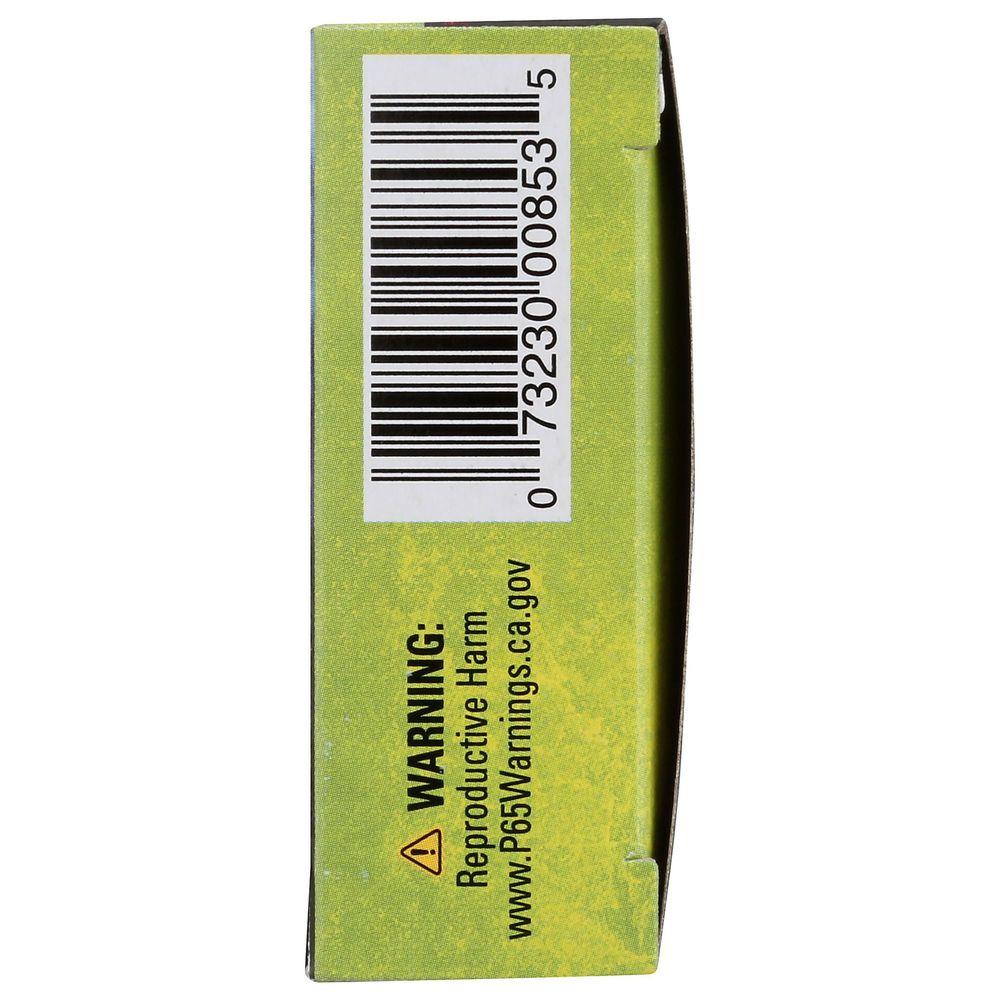 WARNING:
Reproductive Harm
www.P65Warnings.ca.gov
0 73230 00853 5